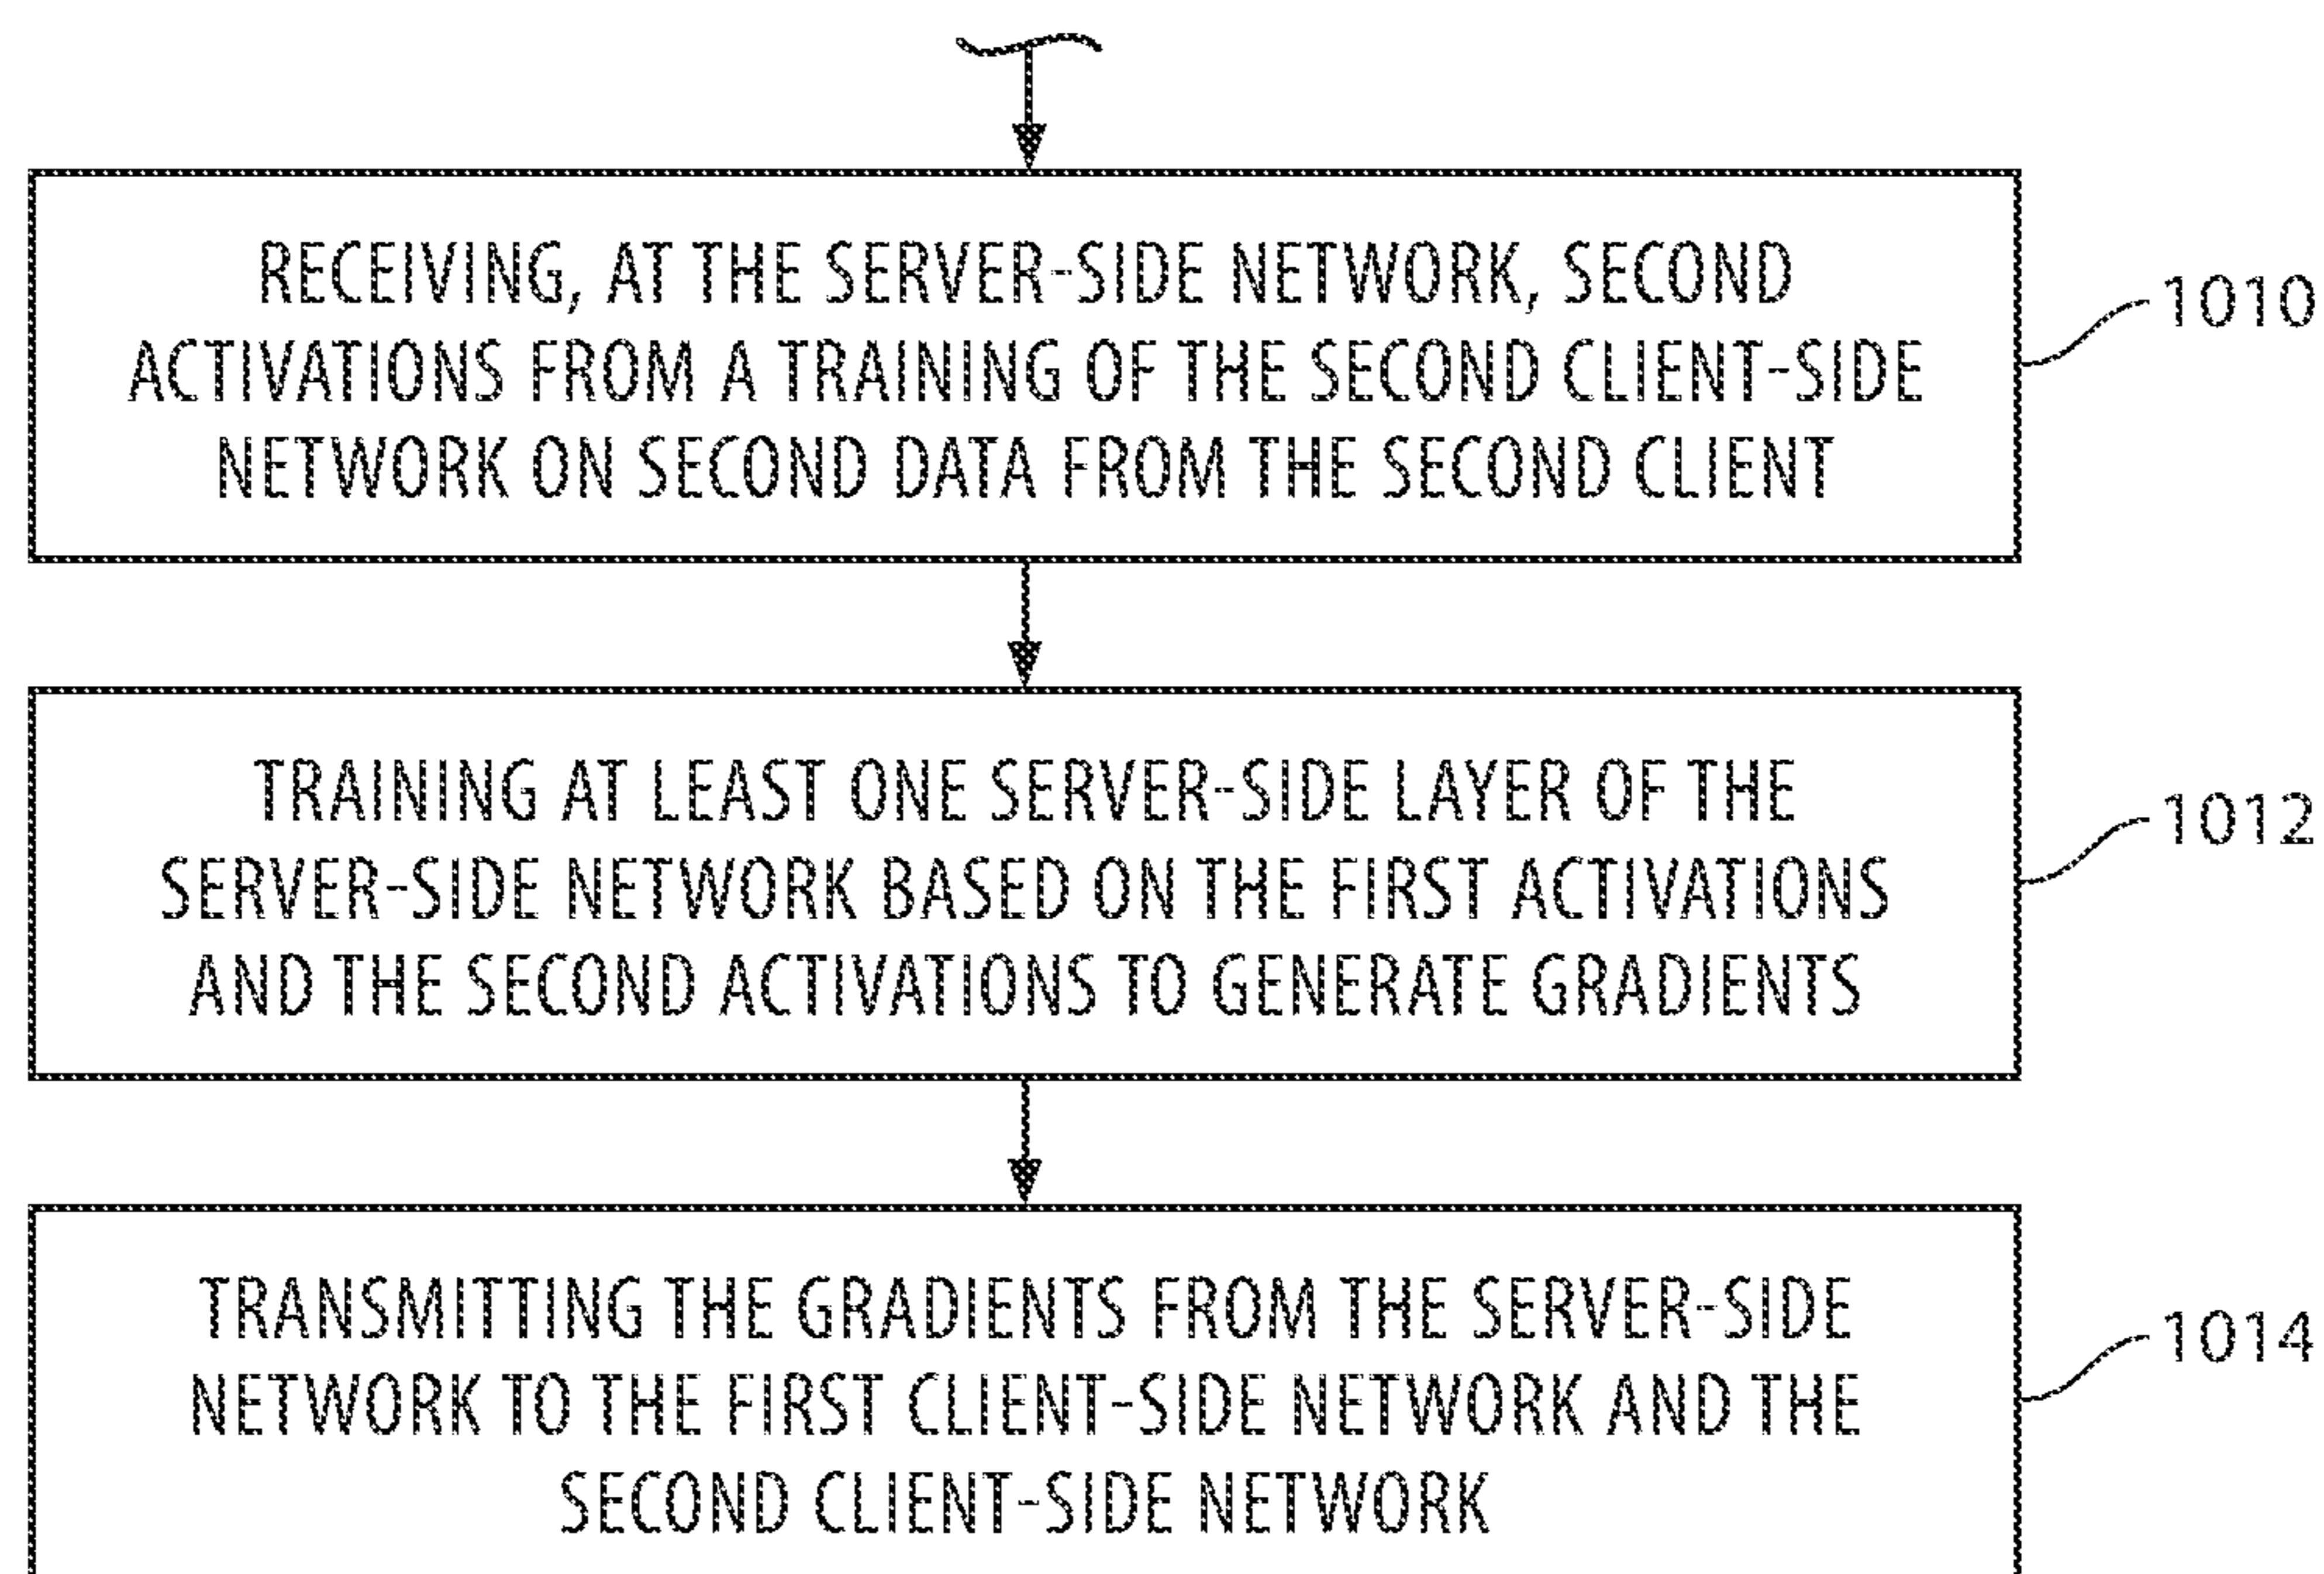 RECEIVING, AT THE SERVER-SIDE NETWORK, SECOND
ACTIVATIONS FROM A TRAINING OF THE SECOND CLIENT-SIDE
NETWORK ON SECOND DATA FROM THE SECOND CLIENT
1010
TRAINING AT LEAST ONE SERVER-SIDE LAYER OF THE
SERVER-SIDE NETWORK BASED ON THE FIRST ACTIVATIONS
AND THE SECOND ACTIVATIONS TO GENERATE GRADIENTS
1012
TRANSMITTING THE GRADIENTS FROM THE SERVER-SIDE
NETWORK TO THE FIRST CLIENT-SIDE NETWORK AND THE
SECOND CLIENT-SIDE NETWORK
1014